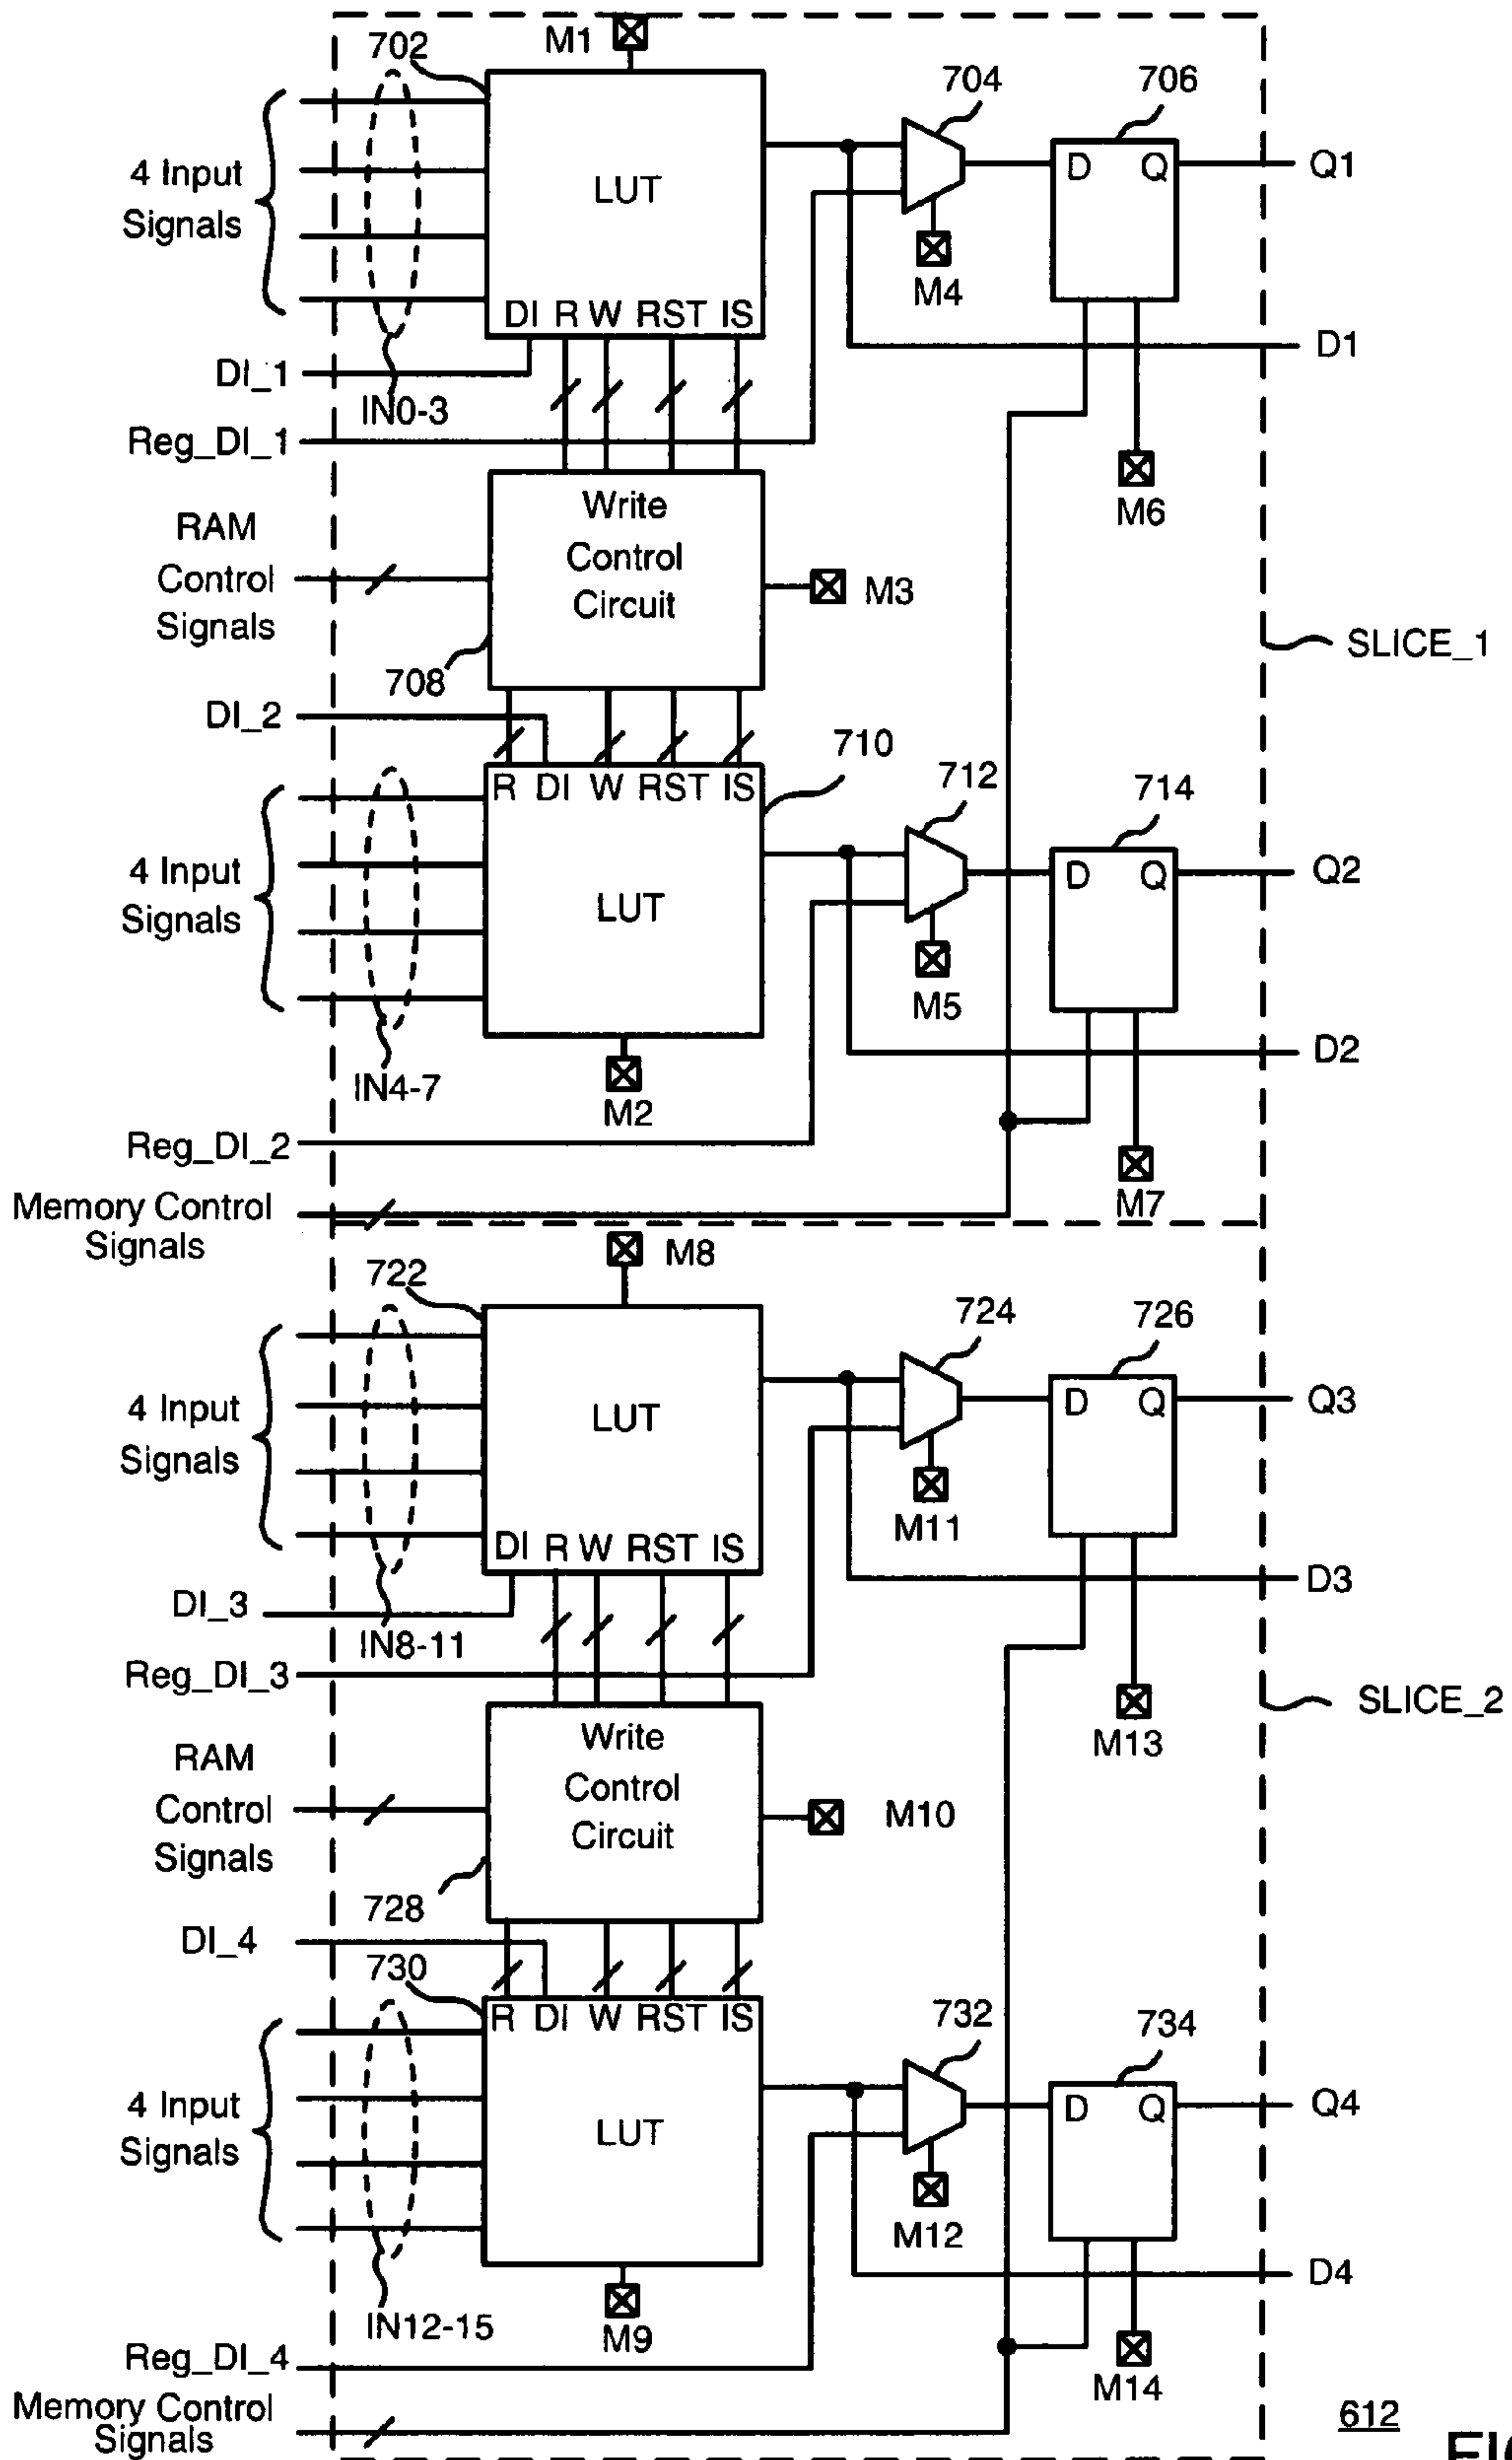 M1
702
704
706
4 Input
Signals
LUT
D Q
Q1
M4
DI R W RST IS
D1
DI_1
IN0-3
Reg_DI_1
M6
Write
Control
Circuit
RAM
Control
Signals
M3
SLICE_1
708
DI_2
710
712
714
R DI W RST IS
4 Input
Signals
LUT
D Q
Q2
M5
D2
IN4-7
M2
Reg_DI_2
M7
Memory Control
Signals
M8
722
724
726
4 Input
Signals
LUT
D Q
Q3
M11
DI R W RST IS
D3
DI_3
IN8-11
Reg_DI_3
SLICE_2
M13
Write
Control
Circuit
RAM
Control
Signals
M10
728
DI_4
730
732
734
R DI W RST IS
4 Input
Signals
LUT
D Q
Q4
M12
D4
IN12-15
M9
Reg_DI_4
M14
Memory Control
Signals
612